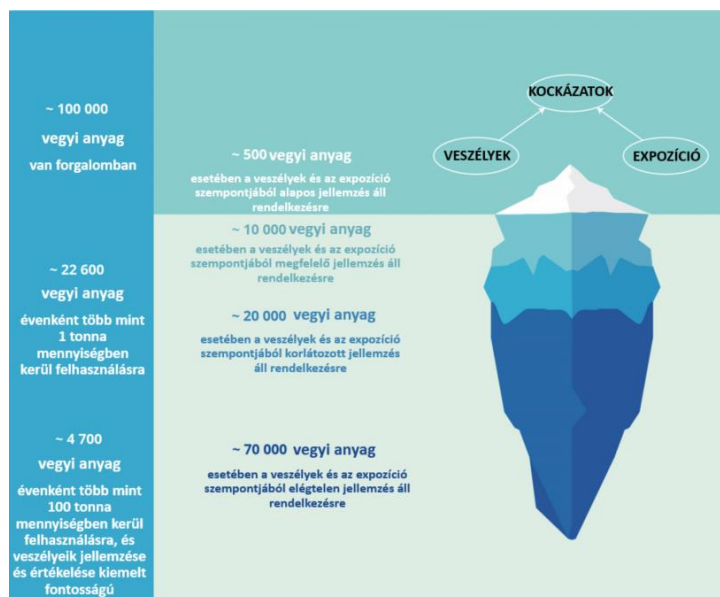 ~ 100 000
vegyi anyag
van forgalomban
~ 22 600
vegyi anyag
évenként több mint
1 tonna
mennyiségben
kerül felhasználásra
~ 4 700
vegyi anyag
évenként több mint
100 tonna
mennyiségben kerül
felhasználásra, és
veszélyeik jellemzése
és értékelése kiemelt
fontosságú
~ 500 vegyi anyag
esetében a veszélyek és az expozíció
szempontjából alapos jellemzés áll
rendelkezésre
~ 10 000 vegyi anyag
esetében a veszélyek és az expozíció
szempontjából megfelelő jellemzés áll
rendelkezésre
~ 20 000 vegyi anyag
esetében a veszélyek és az expozíció
szempontjából korlátozott jellemzés
áll rendelkezésre
~ 70 000 vegyi anyag
esetében a veszélyek és az expozíció
szempontjából elégtelen jellemzés áll
rendelkezésre
KOCKÁZATOK
VESZÉLYEK
EXPOZÍCIÓ